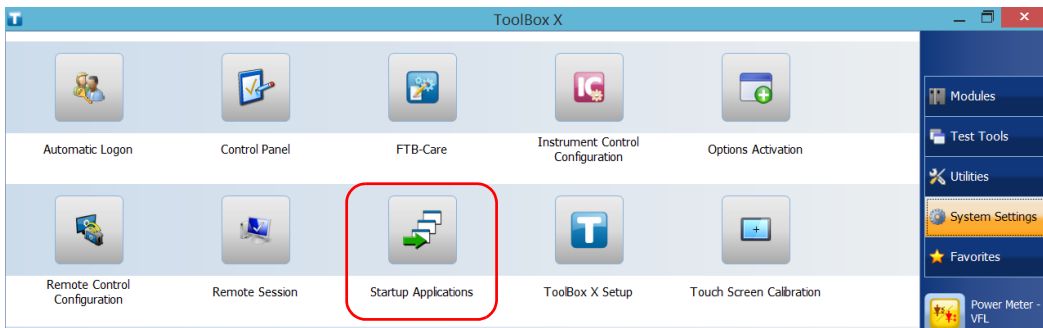 ToolBox X
Automatic Logon
Control Panel
FTB-Care
Instrument Control
Configuration
Options Activation
Remote Control
Configuration
Remote Session
Startup Applications
ToolBox X Setup
Touch Screen Calibration
Modules
Test Tools
Utilities
System Settings
Favorites
Power Meter -
VFL